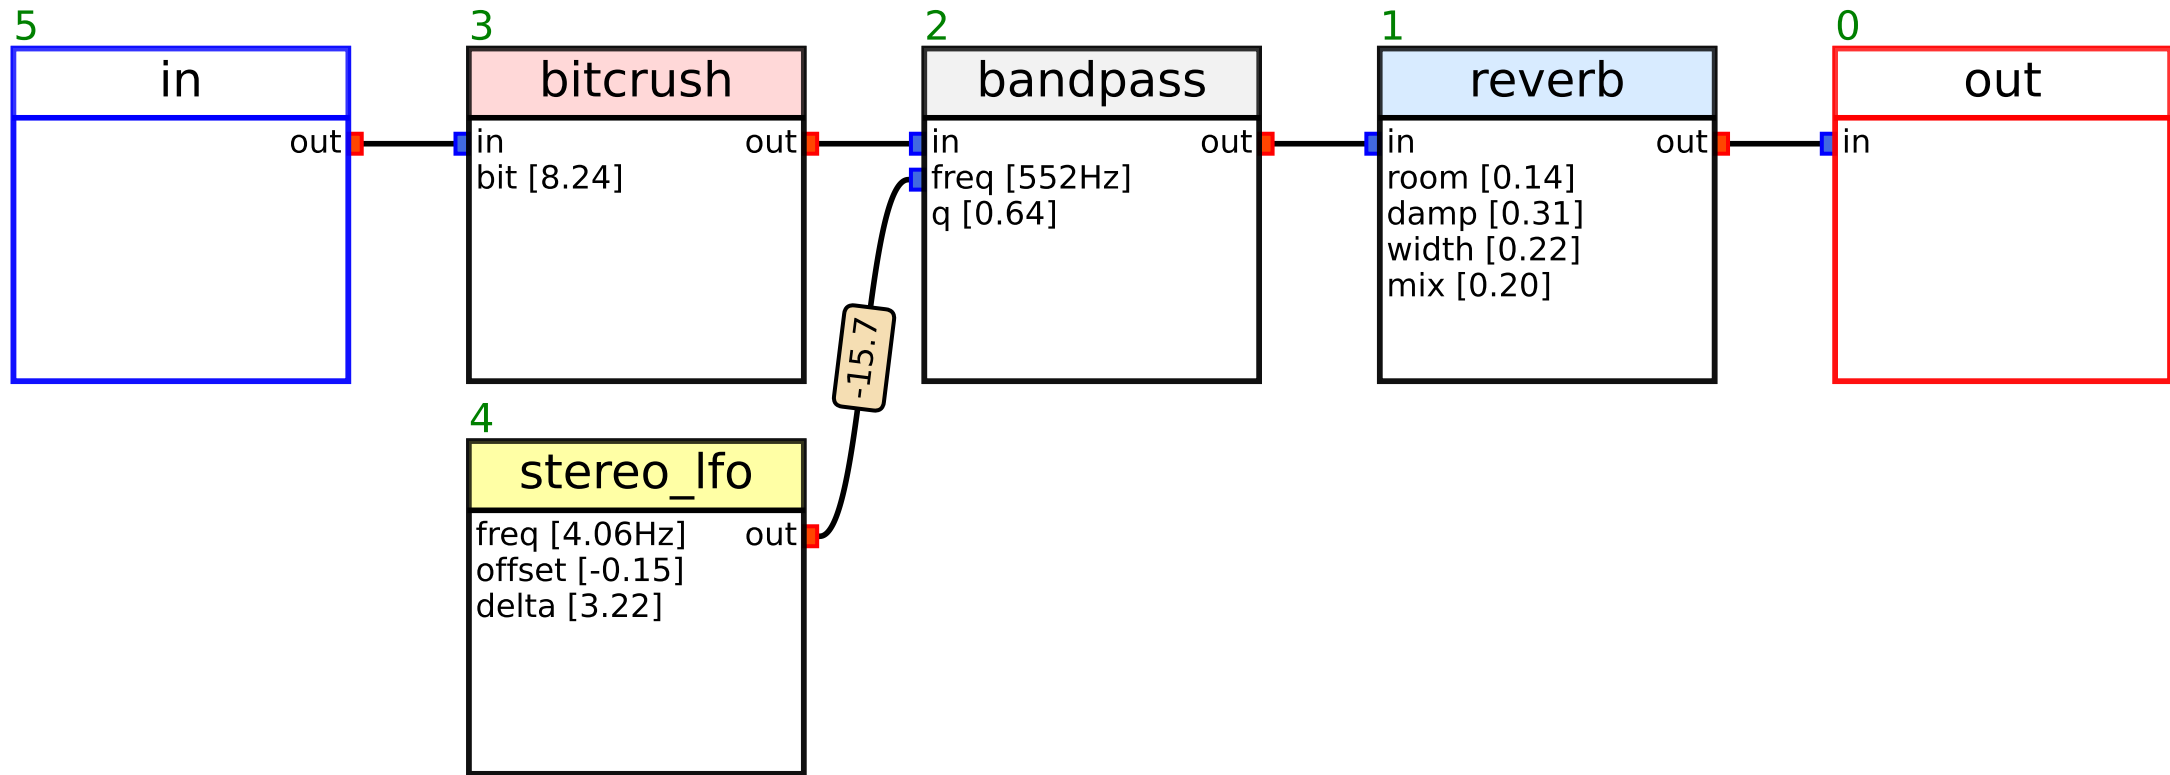 5
in
out
3
bitcrush
in
out
bit [8.24]
2
bandpass
in
out
freq [552Hz]
q [0.64]
1
reverb
in
out
room [0.14]
damp [0.31]
width [0.22]
mix [0.20]
0
out
in
-15.7
4
stereo_lfo
freq [4.06Hz]
out
offset [-0.15]
delta [3.22]